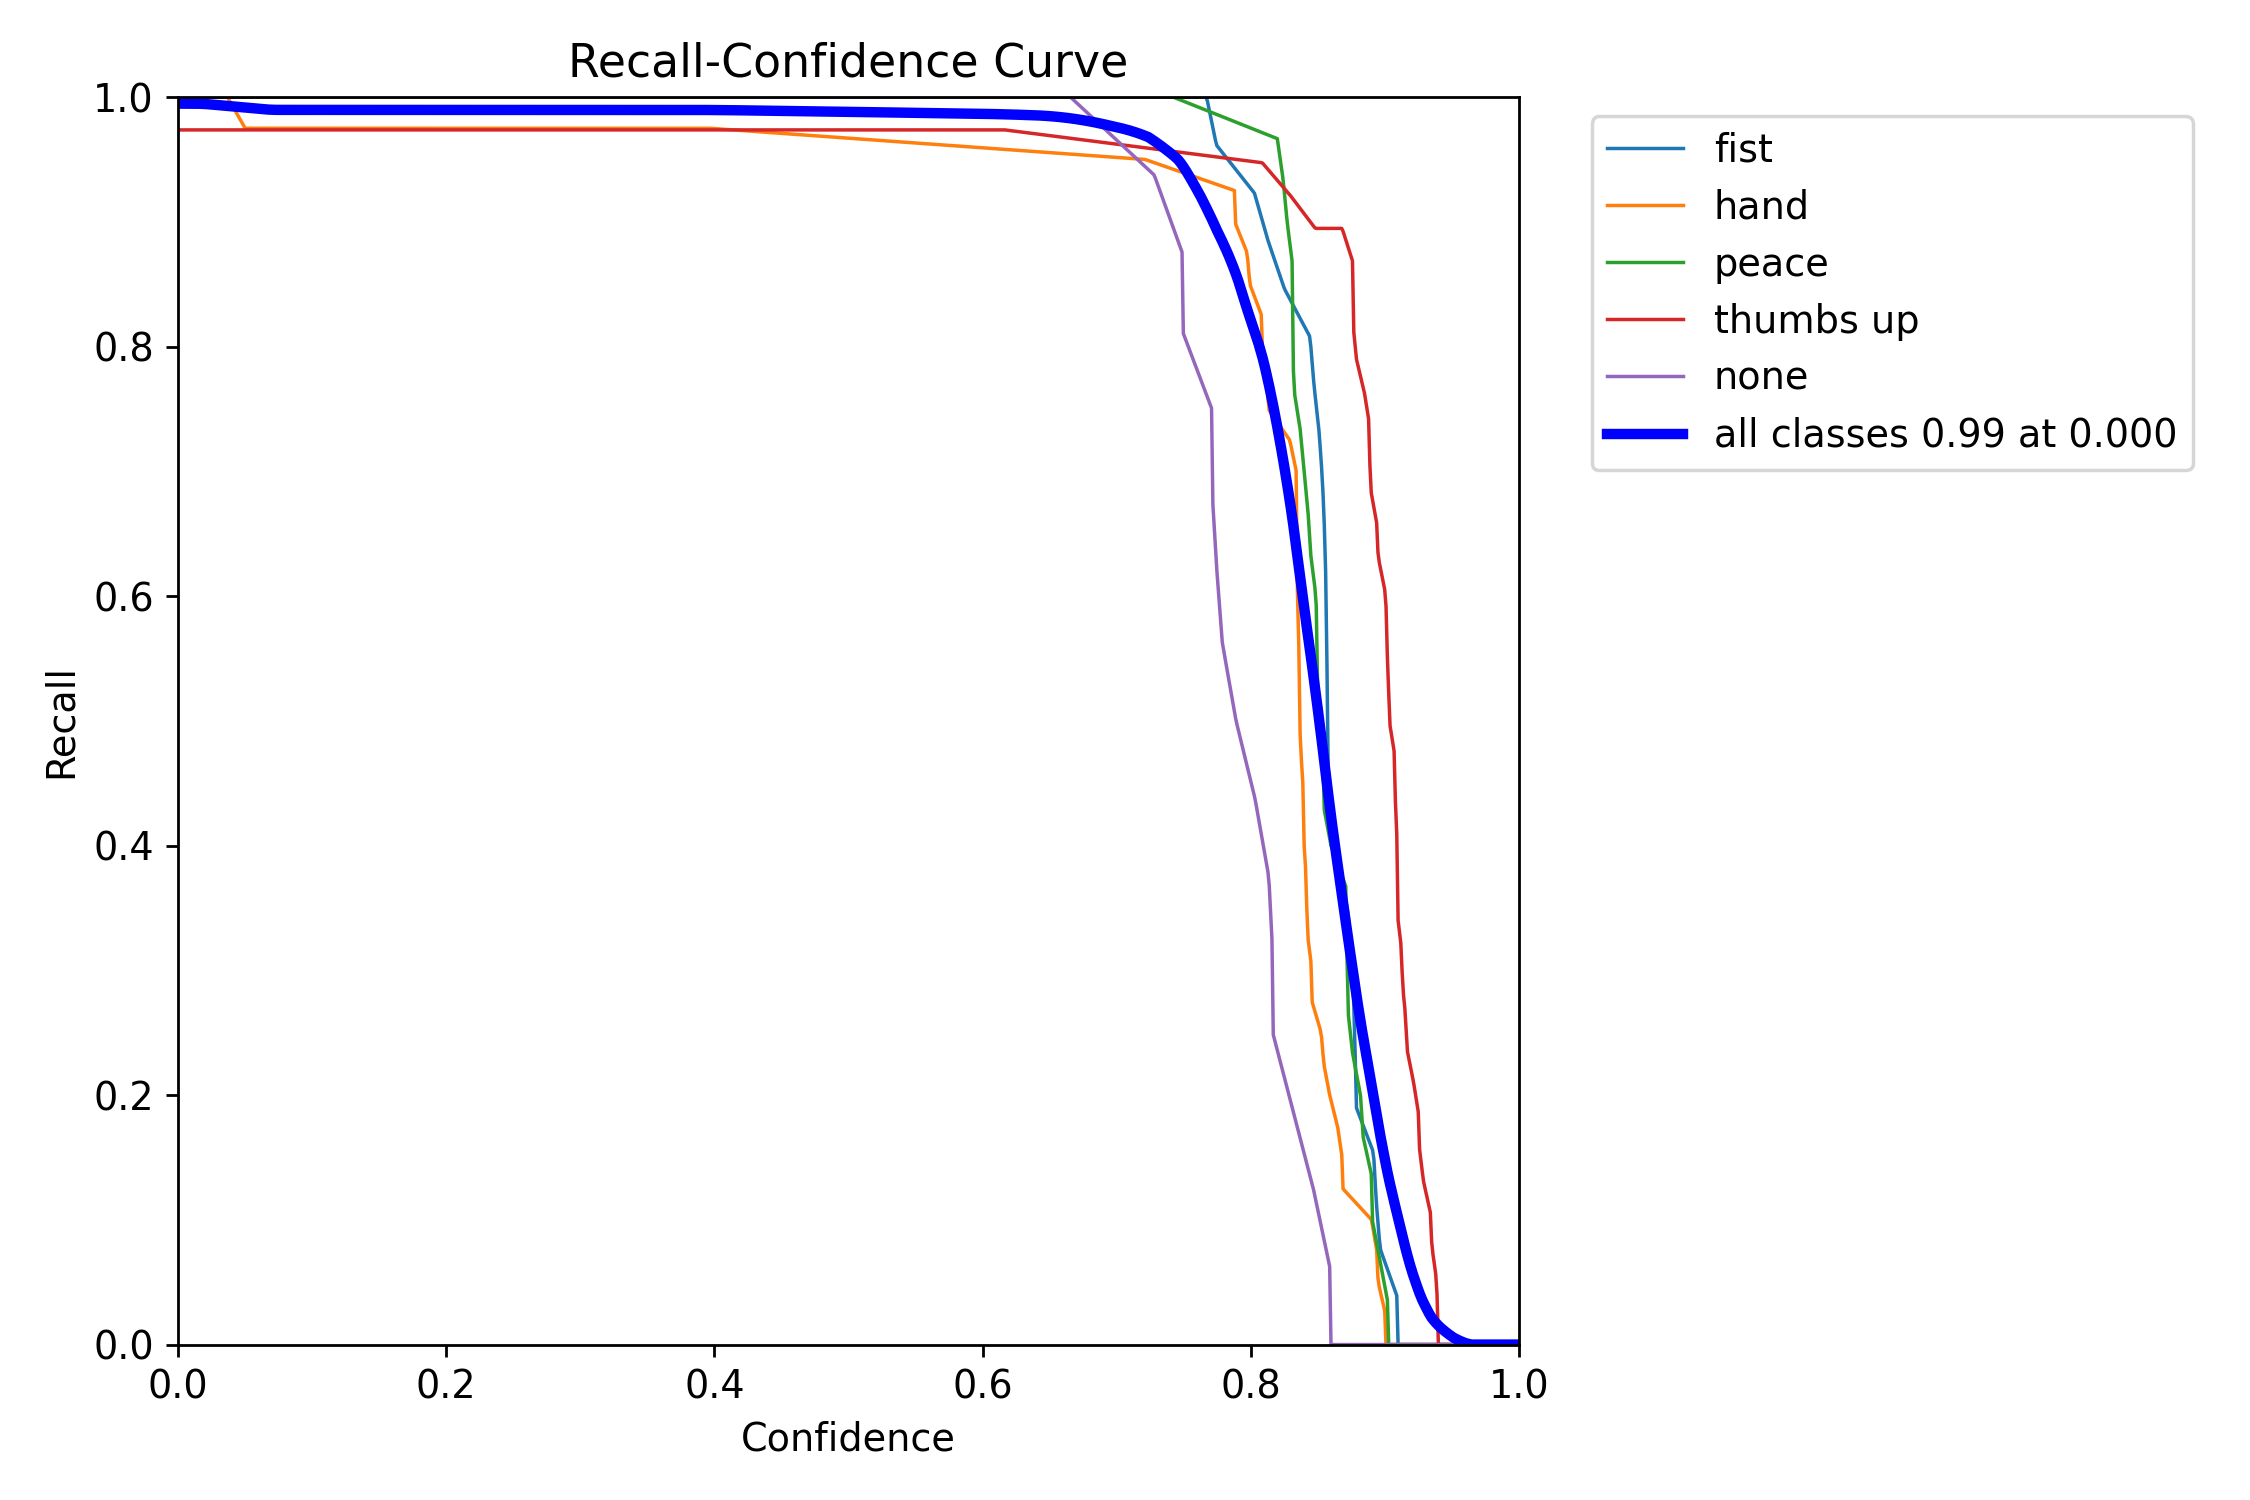 Recall-Confidence Curve
1.0
0.8
0.6
0.4
0.2
0.0
Recall
0.0 0.2 0.4 0.6 0.8 1.0
Confidence
fist
hand
peace
thumbs up
none
all classes 0.99 at 0.000